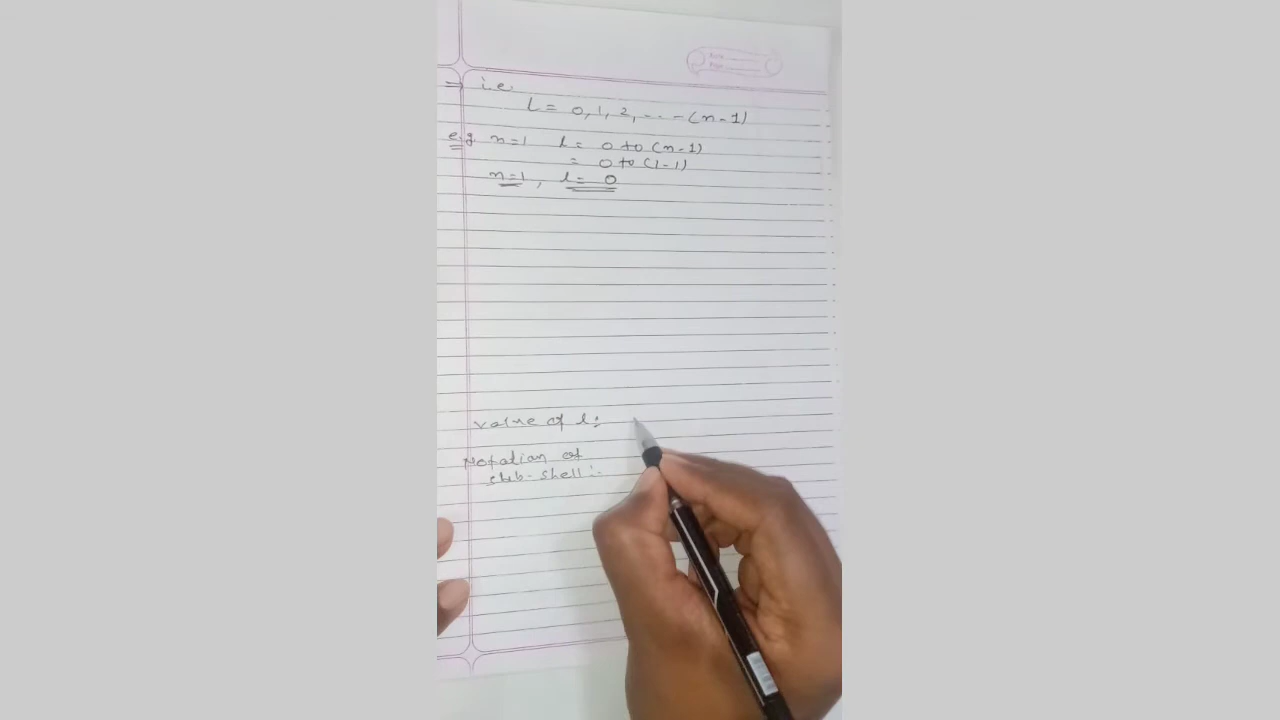 ⇒ i.e.
l = 0, 1, 2, ---- (n-1)
e.g. n=1 l = 0 to (n-1)
= 0 to (1-1)
n=1, l = 0
value of l:
Notation of
sub-shell:-